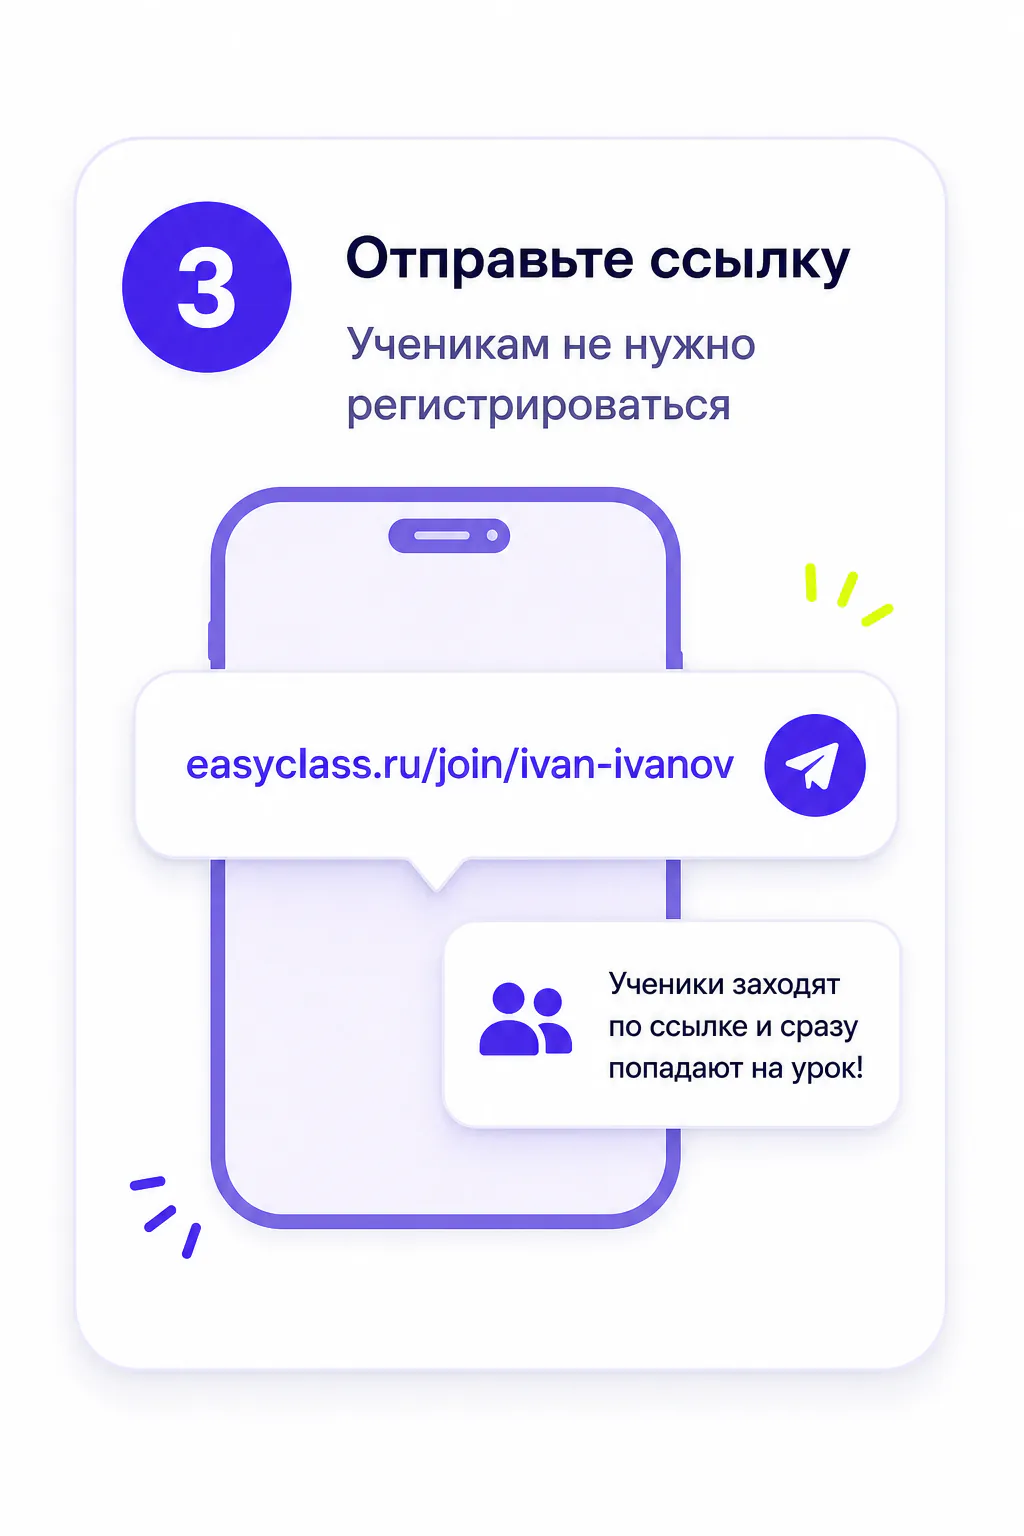 3
Отправьте ссылку
Ученикам не нужно
регистрироваться
easyclass.ru/join/ivan-ivanov
Ученики заходят
по ссылке и сразу
попадают на урок!